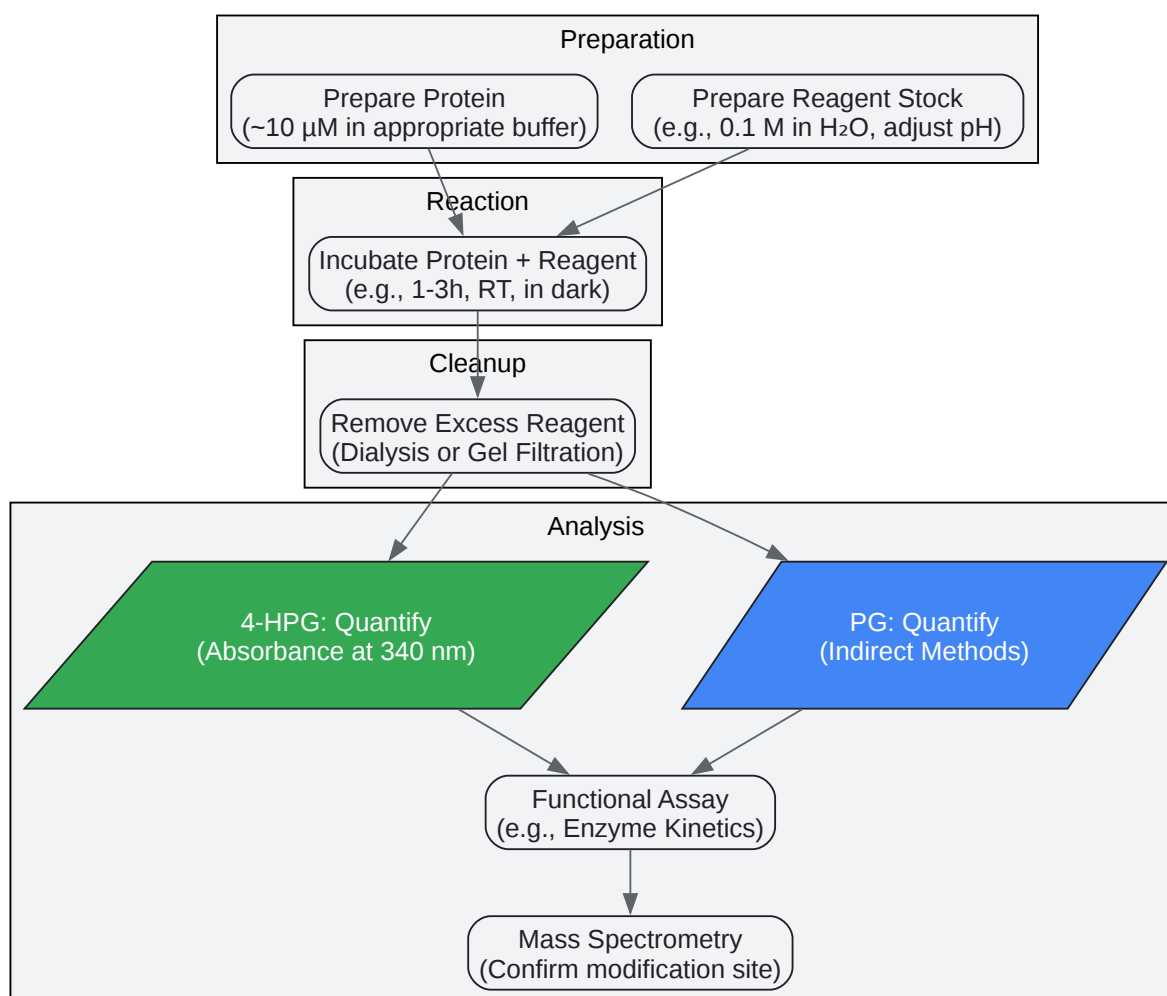 Preparation
Prepare Protein
(~10 µM in appropriate buffer)
Prepare Reagent Stock
(e.g., 0.1 M in H₂O, adjust pH)
Reaction
Incubate Protein + Reagent
(e.g., 1-3h, RT, in dark)
Cleanup
Remove Excess Reagent
(Dialysis or Gel Filtration)
Analysis
4-HPG: Quantify
(Absorbance at 340 nm)
PG: Quantify
(Indirect Methods)
Functional Assay
(e.g., Enzyme Kinetics)
Mass Spectrometry
(Confirm modification site)